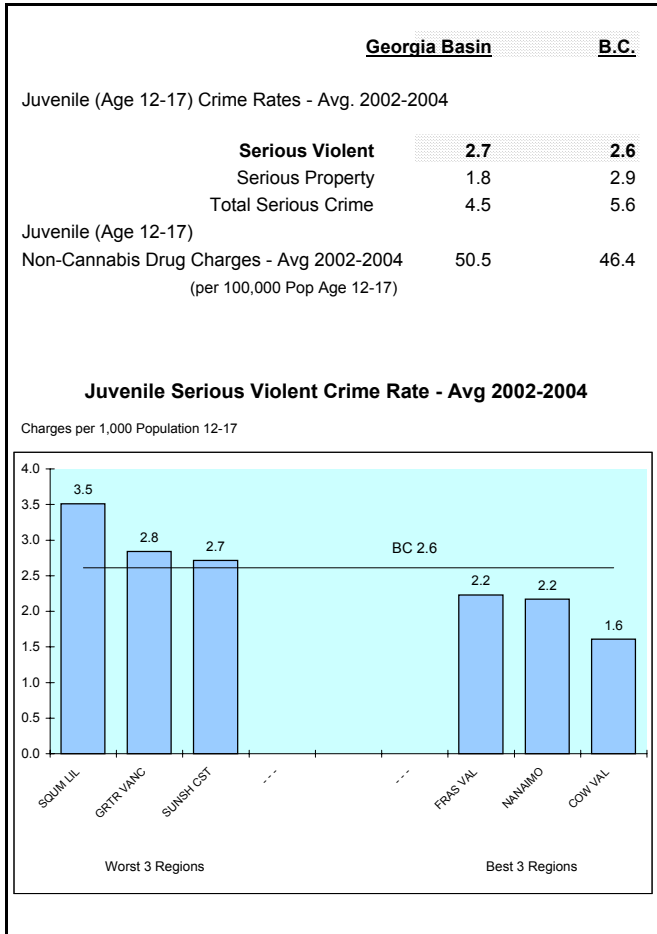 Georgia Basin B.C.
Juvenile (Age 12-17) Crime Rates - Avg. 2002-2004
Serious Violent 2.7 2.6
Serious Property 1.8 2.9
Total Serious Crime 4.5 5.6
Juvenile (Age 12-17)
Non-Cannabis Drug Charges - Avg 2002-2004 50.5 46.4
(per 100,000 Pop Age 12-17)
Juvenile Serious Violent Crime Rate - Avg 2002-2004
Charges per 1,000 Population 12-17
4.0
3.5
3.0
2.5
2.0
1.5
1.0
0.5
0.0
3.5
2.8
2.7
BC 2.6
2.2
2.2
1.6
SQUM LIL
GRTR VANC
SUNSH CST
- - -
- - -
FRAS VAL
NANAIMO
COW VAL
Worst 3 Regions Best 3 Regions